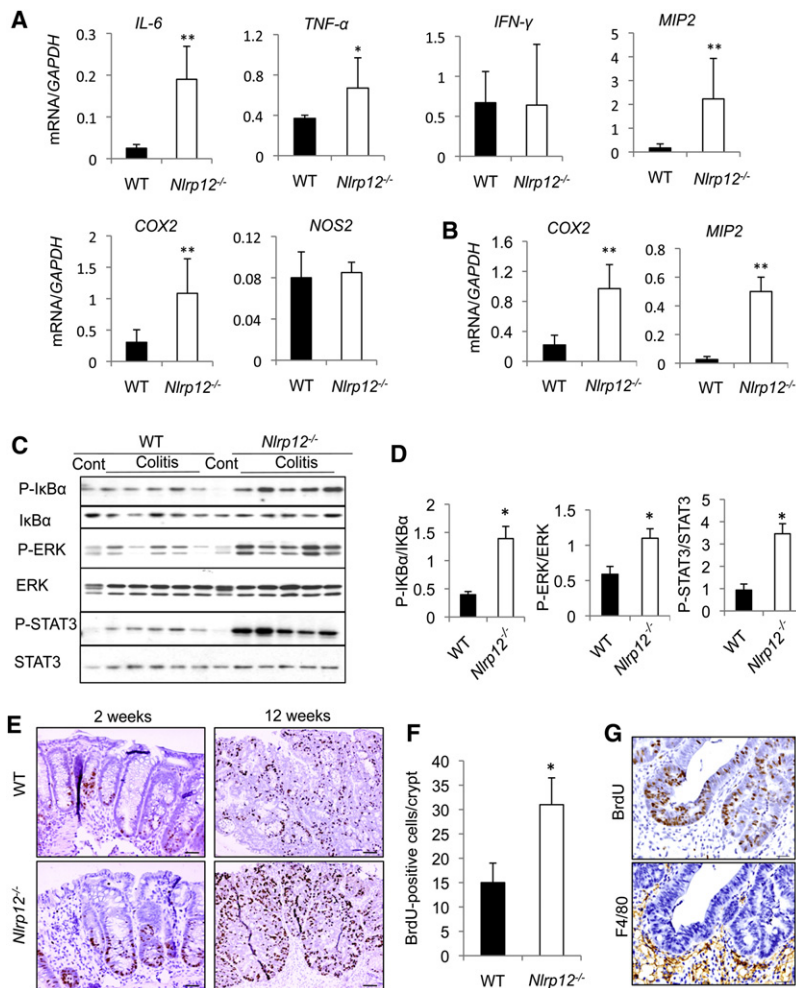 A
IL-6
TNF-α
IFN-γ
MIP2
mRNA/GAPDH
0.3
0.2
0.1
0
**
WT
Nlrp12-/-
1.2
0.8
0.4
0
*
WT
Nlrp12-/-
1.5
1
0.5
0
WT
Nlrp12-/-
5
4
3
2
1
0
**
WT
Nlrp12-/-
COX2
NOS2
mRNA/GAPDH
2
1.5
1
0.5
0
**
WT
Nlrp12-/-
0.12
0.08
0.04
0
WT
Nlrp12-/-
B
COX2
MIP2
mRNA/GAPDH
1.6
1.2
0.8
0.4
0
**
WT
Nlrp12-/-
0.8
0.6
0.4
0.2
0
**
WT
Nlrp12-/-
C
WT
Nlrp12-/-
Cont
Colitis
Cont
Colitis
P-IκBα
IκBα
P-ERK
ERK
P-STAT3
STAT3
D
P-IKBα/IKBα
2
1.5
1
0.5
0
*
WT
Nlrp12-/-
P-ERK/ERK
1.5
1
0.5
0
*
WT
Nlrp12-/-
P-STAT3/STAT3
5
4
3
2
1
0
*
WT
Nlrp12-/-
E
2 weeks
12 weeks
WT
Nlrp12-/-
F
BrdU-positive cells/crypt
40
35
30
25
20
15
10
5
0
*
WT
Nlrp12-/-
G
BrdU
F4/80